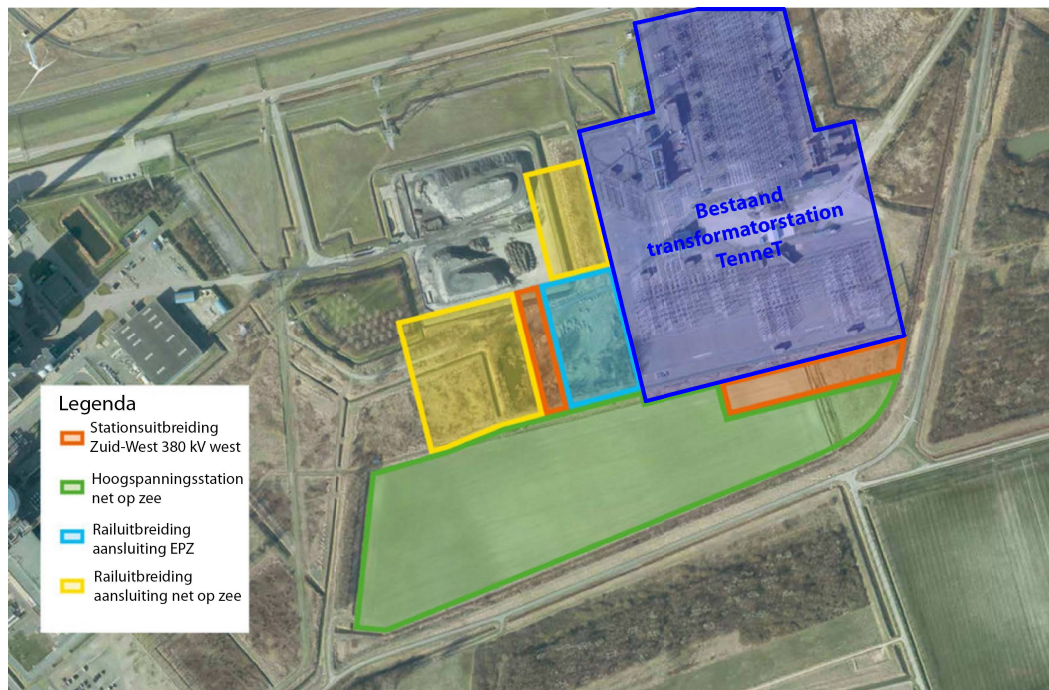 Bestaand
transformatorstation
TenneT
Legenda
Stationsuitbreiding
Zuid-West 380 kV west
Hoogspanningsstation
net op zee
Railuitbreiding
aansluiting EPZ
Railuitbreiding
aansluiting net op zee